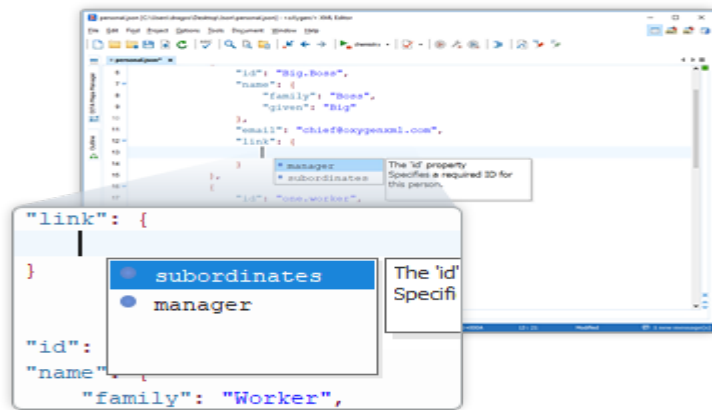 personal.json [C:\Users\dragos\Desktop\json\personal.json] - <oXygen/> XML Editor
File Edit Find Project Options Tools Document Window Help
personal.json*
"id": "Big.Boss",
"name": {
"family": "Boss",
"given": "Big"
},
"email": "chief@oxygenxml.com",
"link": {
}
},
{
"id": "one.worker",
manager
subordinates
The 'id' property
Specifies a required ID for
this person.
Outline
"link": {
}
subordinates
manager
The 'id'
Specifi
"id":
"name": {
"family": "Worker",
Modified